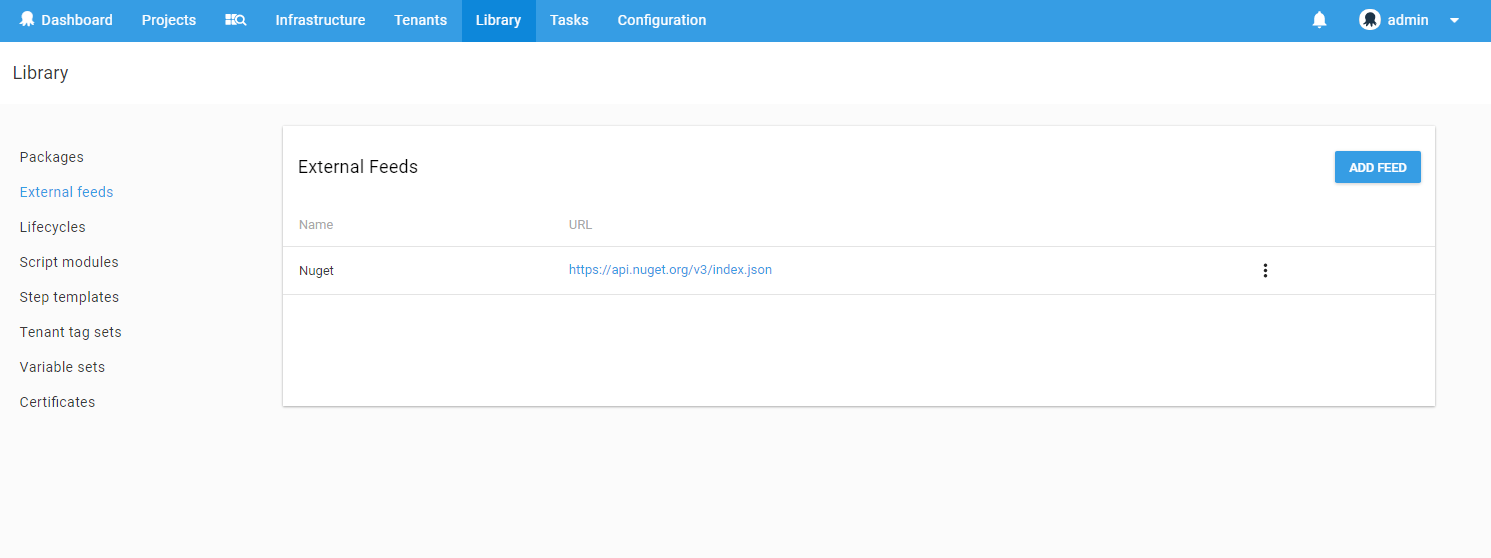 Dashboard Projects Infrastructure Tenants Library Tasks Configuration admin
Library
Packages
External feeds
Lifecycles
Script modules
Step templates
Tenant tag sets
Variable sets
Certificates
External Feeds ADD FEED
Name URL
Nuget https://api.nuget.org/v3/index.json